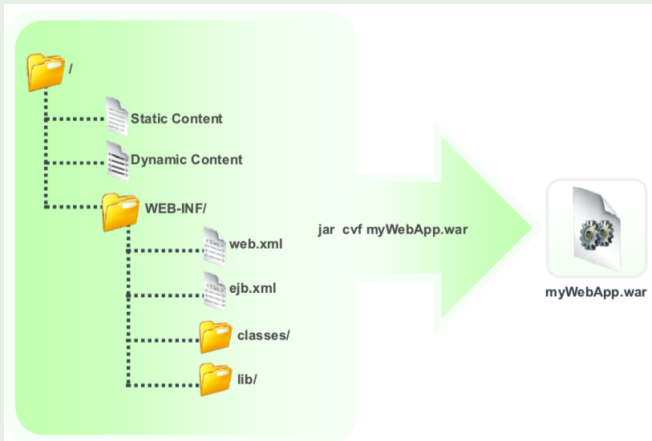 /
Static Content
Dynamic Content
WEB-INF/
web.xml
ejb.xml
classes/
lib/
jar cvf myWebApp.war
myWebApp.war